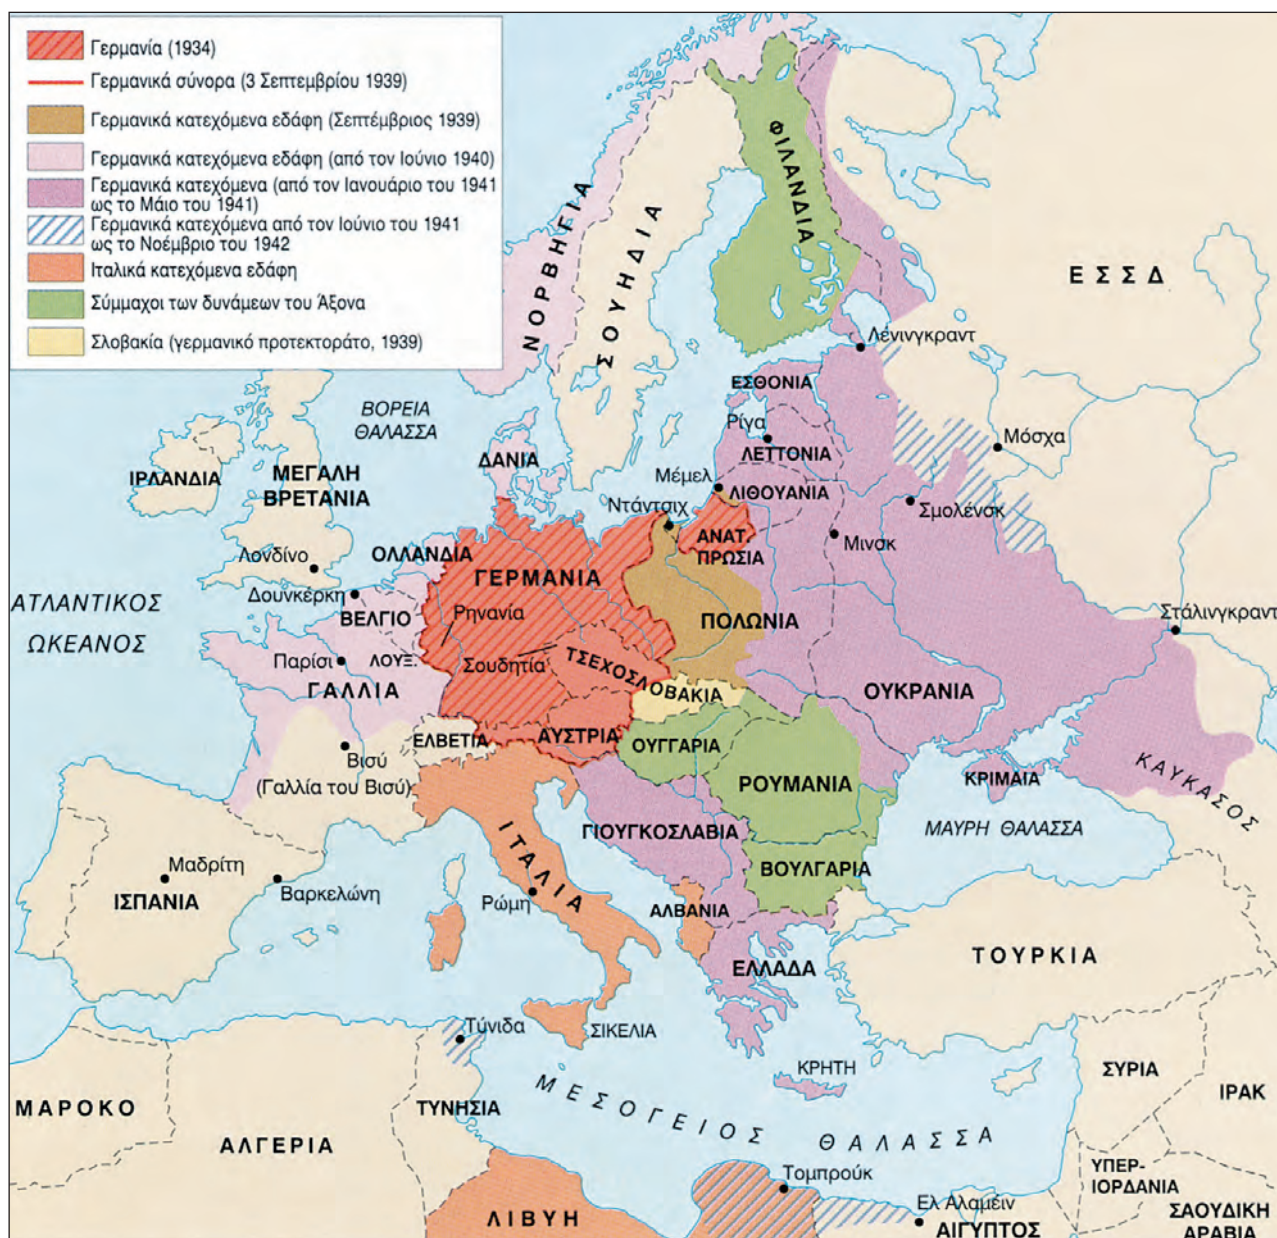 Γερμανία (1934)
Γερμανικά σύνορα (3 Σεπτεμβρίου 1939)
Γερμανικά κατεχόμενα εδάφη (Σεπτέμβριος 1939)
Γερμανικά κατεχόμενα εδάφη (από τον Ιούνιο 1940)
Γερμανικά κατεχόμενα (από τον Ιανουάριο του 1941
ως το Μάιο του 1941)
Γερμανικά κατεχόμενα από τον Ιούνιο του 1941
ως το Νοέμβριο του 1942
Ιταλικά κατεχόμενα εδάφη
Σύμμαχοι των δυνάμεων του Άξονα
Σλοβακία (γερμανικό προτεκτοράτο, 1939)
ΝΟΡΒΗΓΙΑ
ΣΟΥΗΔΙΑ
ΦΙΛΑΝΔΙΑ
ΕΣΣΔ
Λένινγκραντ
ΕΣΘΟΝΙΑ
ΒΟΡΕΙΑ
ΘΑΛΑΣΣΑ
Ρίγα
Μόσχα
ΛΕΤΤΟΝΙΑ
ΔΑΝΙΑ
ΙΡΛΑΝΔΙΑ
ΜΕΓΑΛΗ
ΒΡΕΤΑΝΙΑ
Μέμελ
ΛΙΘΟΥΑΝΙΑ
Ντάντσιχ
Σμολένσκ
ΑΝΑΤ.
ΠΡΩΣΙΑ
Μινσκ
Λονδίνο
ΟΛΛΑΝΔΙΑ
ΓΕΡΜΑΝΙΑ
Δουνκέρκη
ΑΤΛΑΝΤΙΚΟΣ
ΩΚΕΑΝΟΣ
ΒΕΛΓΙΟ
Ρηνανία
ΠΟΛΩΝΙΑ
Στάλινγκραντ
Παρίσι
ΛΟΥΞ.
Σουδητία
ΤΣΕΧΟΣΛΟΒΑΚΙΑ
ΓΑΛΛΙΑ
ΟΥΚΡΑΝΙΑ
ΕΛΒΕΤΙΑ
ΑΥΣΤΡΙΑ
ΟΥΓΓΑΡΙΑ
Βισύ
(Γαλλία του Βισύ)
ΡΟΥΜΑΝΙΑ
ΚΡΙΜΑΙΑ
ΚΑΥΚΑΣΟΣ
ΙΤΑΛΙΑ
ΓΙΟΥΓΚΟΣΛΑΒΙΑ
ΜΑΥΡΗ ΘΑΛΑΣΣΑ
ΒΟΥΛΓΑΡΙΑ
Μαδρίτη
ΙΣΠΑΝΙΑ
Βαρκελώνη
Ρώμη
ΑΛΒΑΝΙΑ
ΕΛΛΑΔΑ
ΤΟΥΡΚΙΑ
Τύνιδα
ΣΙΚΕΛΙΑ
ΚΡΗΤΗ
ΣΥΡΙΑ
ΙΡΑΚ
ΜΑΡΟΚΟ
ΑΛΓΕΡΙΑ
ΤΥΝΗΣΙΑ
ΜΕΣΟΓΕΙΟΣ ΘΑΛΑΣΣΑ
Τομπρούκ
ΥΠΕΡ-
ΙΟΡΔΑΝΙΑ
ΛΙΒΥΗ
Ελ Αλαμέιν
ΑΙΓΥΠΤΟΣ
ΣΑΟΥΔΙΚΗ
ΑΡΑΒΙΑ